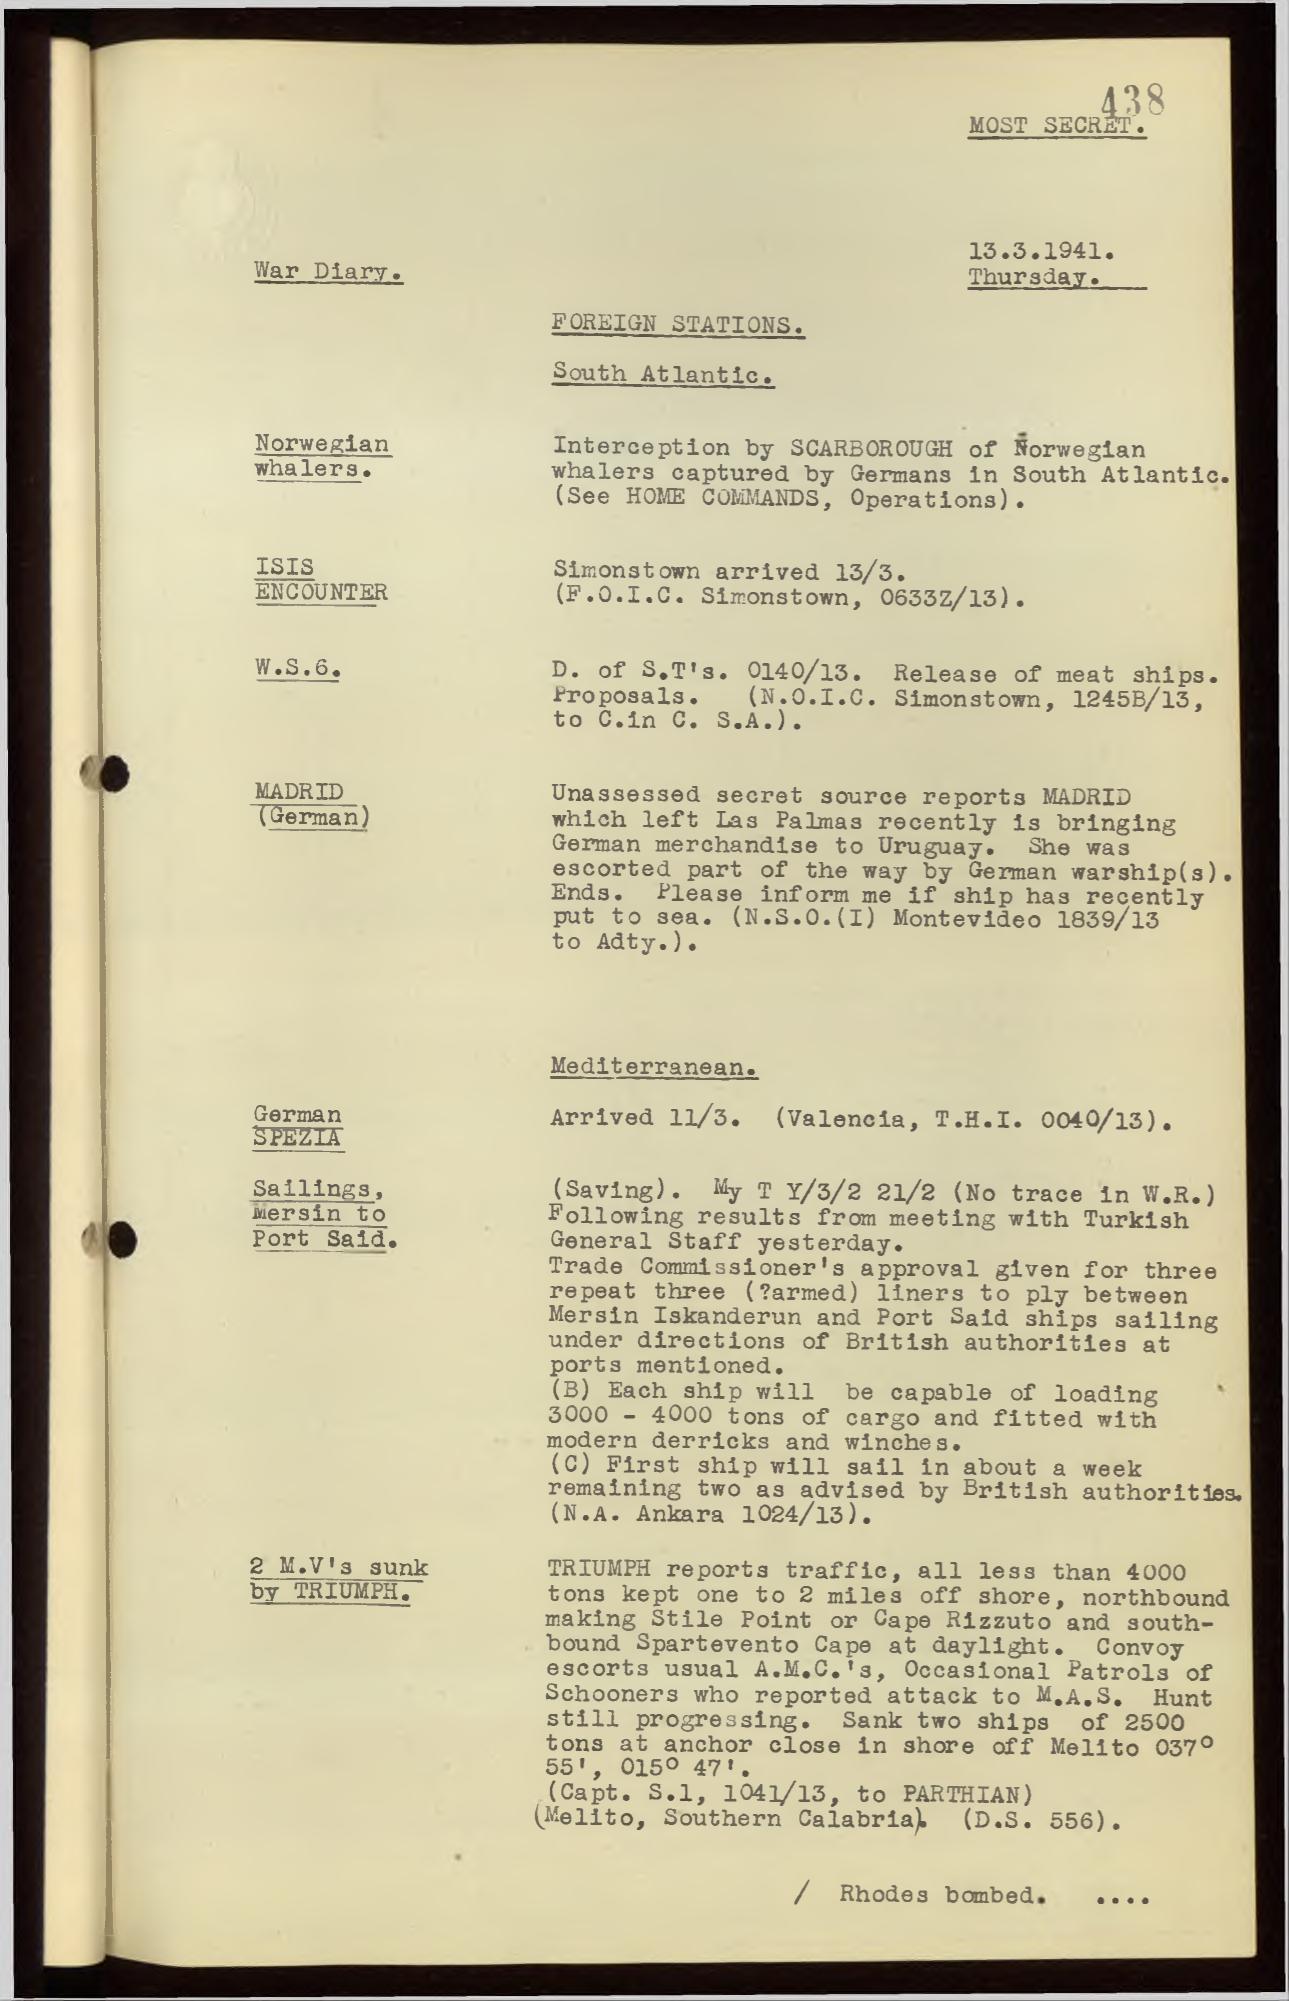 438
MOST SECRET.
13.3.1941.
War Diary.
Thursday.
FOREIGN STATIONS.
South Atlantic.
Norwegian
whalers.
Interception by SCARBOROUGH of Norwegian
whalers captured by Germans in South Atlantic.
(See HOME COMMANDS, Operations).
ISIS
ENCOUNTER
Simonstown arrived 13/3.
(F.O.I.C. Simonstown, 0633Z/13).
W.S.6.
D. of S.T's. 0140/13. Release of meat ships.
Proposals. (N.O.I.C. Simonstown, 1245B/13,
to C.in C. S.A.).
MADRID
(German)
Unassessed secret source reports MADRID
which left Las Palmas recently is bringing
German merchandise to Uruguay. She was
escorted part of the way by German warship(s).
Ends. Please inform me if ship has recently
put to sea. (N.S.O.(I) Montevideo 1839/13
to Adty.).
Mediterranean.
German
SPEZIA
Arrived 11/3. (Valencia, T.H.I. 0040/13).
Sailings,
Mersin to
Port Said.
(Saving). My T Y/3/2 21/2 (No trace in W.R.)
Following results from meeting with Turkish
General Staff yesterday.
Trade Commissioner's approval given for three
repeat three (?armed) liners to ply between
Mersin Iskanderun and Port Said ships sailing
under directions of British authorities at
ports mentioned.
(B) Each ship will be capable of loading
3000 - 4000 tons of cargo and fitted with
modern derricks and winches.
(C) First ship will sail in about a week
remaining two as advised by British authorities.
(N.A. Ankara 1024/13).
2 M.V's sunk
by TRIUMPH.
TRIUMPH reports traffic, all less than 4000
tons kept one to 2 miles off shore, northbound
making Stile Point or Cape Rizzuto and south-
bound Spartevento Cape at daylight. Convoy
escorts usual A.M.C.'s, Occasional Patrols of
Schooners who reported attack to M.A.S. Hunt
still progressing. Sank two ships of 2500
tons at anchor close in shore off Melito 037°
55', 015° 47'.
(Capt. S.1, 1041/13, to PARTHIAN)
(Melito, Southern Calabria). (D.S. 556).
/ Rhodes bombed. ....